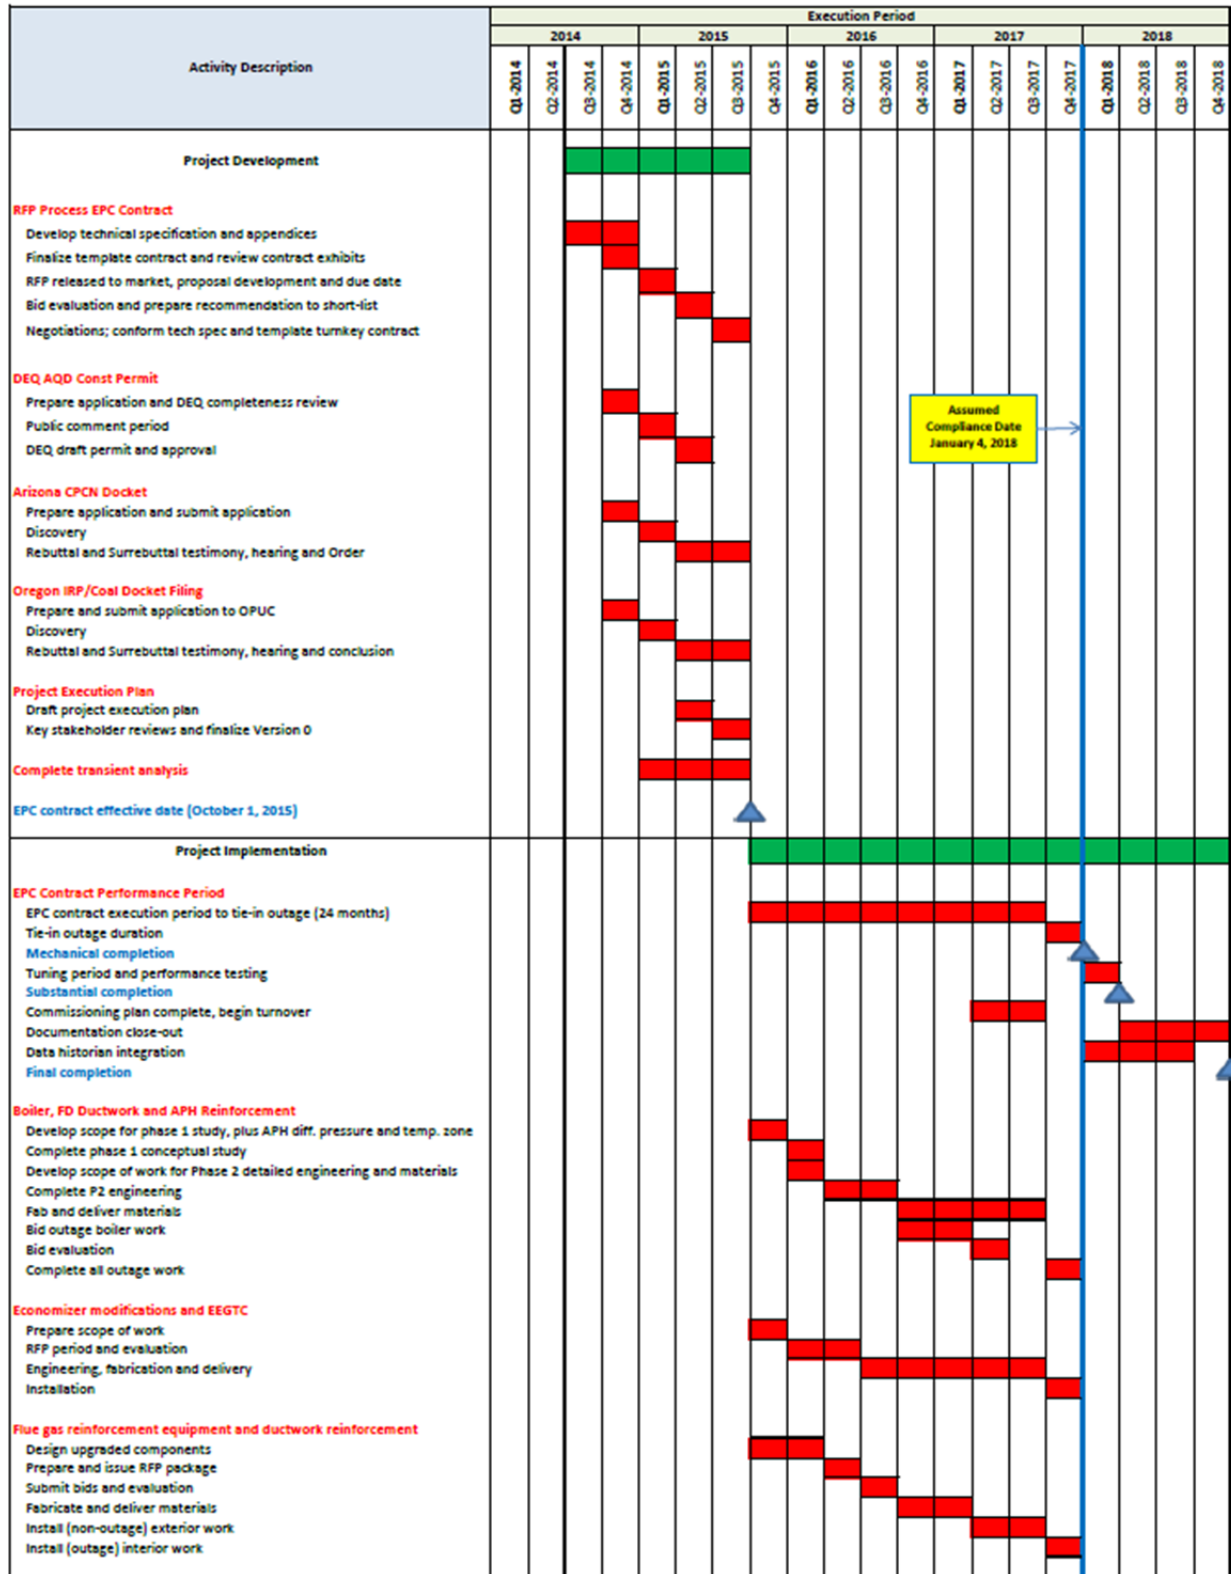 Execution Period
2014 2015 2016 2017 2018
Activity Description
Q1-2014 Q2-2014 Q3-2014 Q4-2014 Q1-2015 Q2-2015 Q3-2015 Q4-2015 Q1-2016 Q2-2016 Q3-2016 Q4-2016 Q1-2017 Q2-2017 Q3-2017 Q4-2017 Q1-2018 Q2-2018 Q3-2018 Q4-2018
Project Development
RFP Process EPC Contract
Develop technical specification and appendices
Finalize template contract and review contract exhibits
RFP released to market, proposal development and due date
Bid evaluation and prepare recommendation to short-list
Negotiations; conform tech spec and template turnkey contract
DEQ AQD Const Permit
Prepare application and DEQ completeness review
Public comment period
DEQ draft permit and approval
Assumed
Compliance Date
January 4, 2018
Arizona CPCN Docket
Prepare application and submit application
Discovery
Rebuttal and Surrebuttal testimony, hearing and Order
Oregon IRP/Coal Docket Filing
Prepare and submit application to OPUC
Discovery
Rebuttal and Surrebuttal testimony, hearing and conclusion
Project Execution Plan
Draft project execution plan
Key stakeholder reviews and finalize Version 0
Complete transient analysis
EPC contract effective date (October 1, 2015)
Project Implementation
EPC Contract Performance Period
EPC contract execution period to tie-in outage (24 months)
Tie-in outage duration
Mechanical completion
Tuning period and performance testing
Substantial completion
Commissioning plan complete, begin turnover
Documentation close-out
Data historian integration
Final completion
Boiler, FD Ductwork and APH Reinforcement
Develop scope for phase 1 study, plus APH diff. pressure and temp. zone
Complete phase 1 conceptual study
Develop scope of work for Phase 2 detailed engineering and materials
Complete P2 engineering
Fab and deliver materials
Bid outage boiler work
Bid evaluation
Complete all outage work
Economizer modifications and EEGTC
Prepare scope of work
RFP period and evaluation
Engineering, fabrication and delivery
Installation
Flue gas reinforcement equipment and ductwork reinforcement
Design upgraded components
Prepare and issue RFP package
Submit bids and evaluation
Fabricate and deliver materials
Install (non-outage) exterior work
Install (outage) interior work